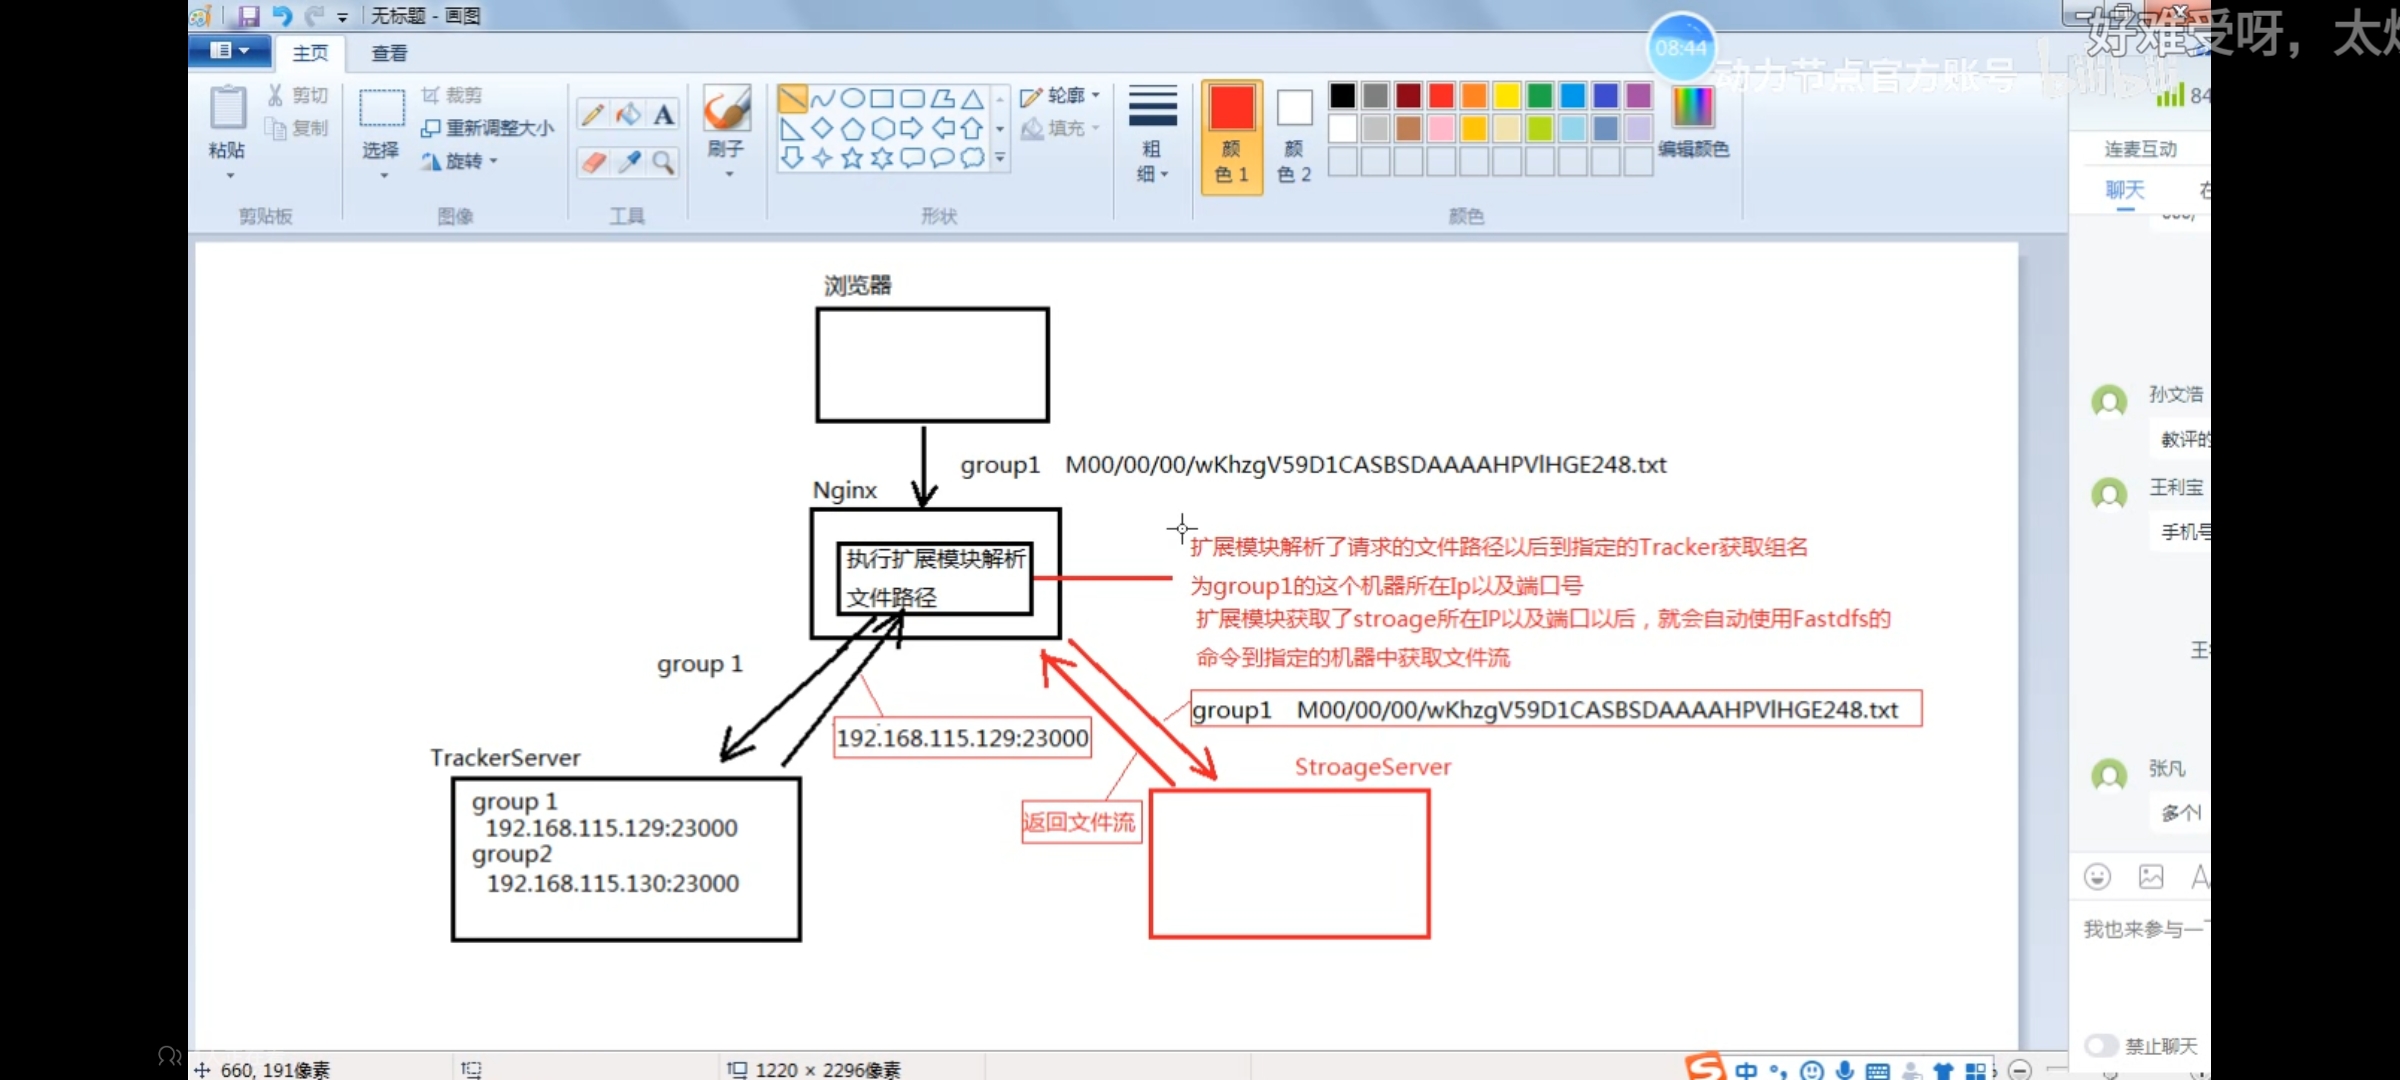 无标题 - 画图
好难受呀，太
08:44
动力节点官方账号
bilibili
主页
查看
粘贴
剪切
复制
剪贴板
选择
裁剪
重新调整大小
旋转
图像
A
工具
刷子
轮廓
填充
形状
粗
细
颜
色 1
颜
色 2
编辑颜色
颜色
84
连麦互动
聊天
浏览器
group1 M00/00/00/wKhzgV59D1CASBSDAAAAHPVlHGE248.txt
Nginx
执行扩展模块解析
文件路径
扩展模块解析了请求的文件路径以后到指定的Tracker获取组名
为group1的这个机器所在Ip以及端口号
扩展模块获取了stroage所在IP以及端口以后，就会自动使用Fastdfs的
命令到指定的机器中获取文件流
group 1
group1 M00/00/00/wKhzgV59D1CASBSDAAAAHPVlHGE248.txt
192.168.115.129:23000
TrackerServer
StroageServer
group 1
192.168.115.129:23000
group2
192.168.115.130:23000
返回文件流
孙文浩
教评的
王利宝
手机号
王
张凡
多个
我也来参与一
禁止聊天
660, 191像素
1220 × 2296像素
中